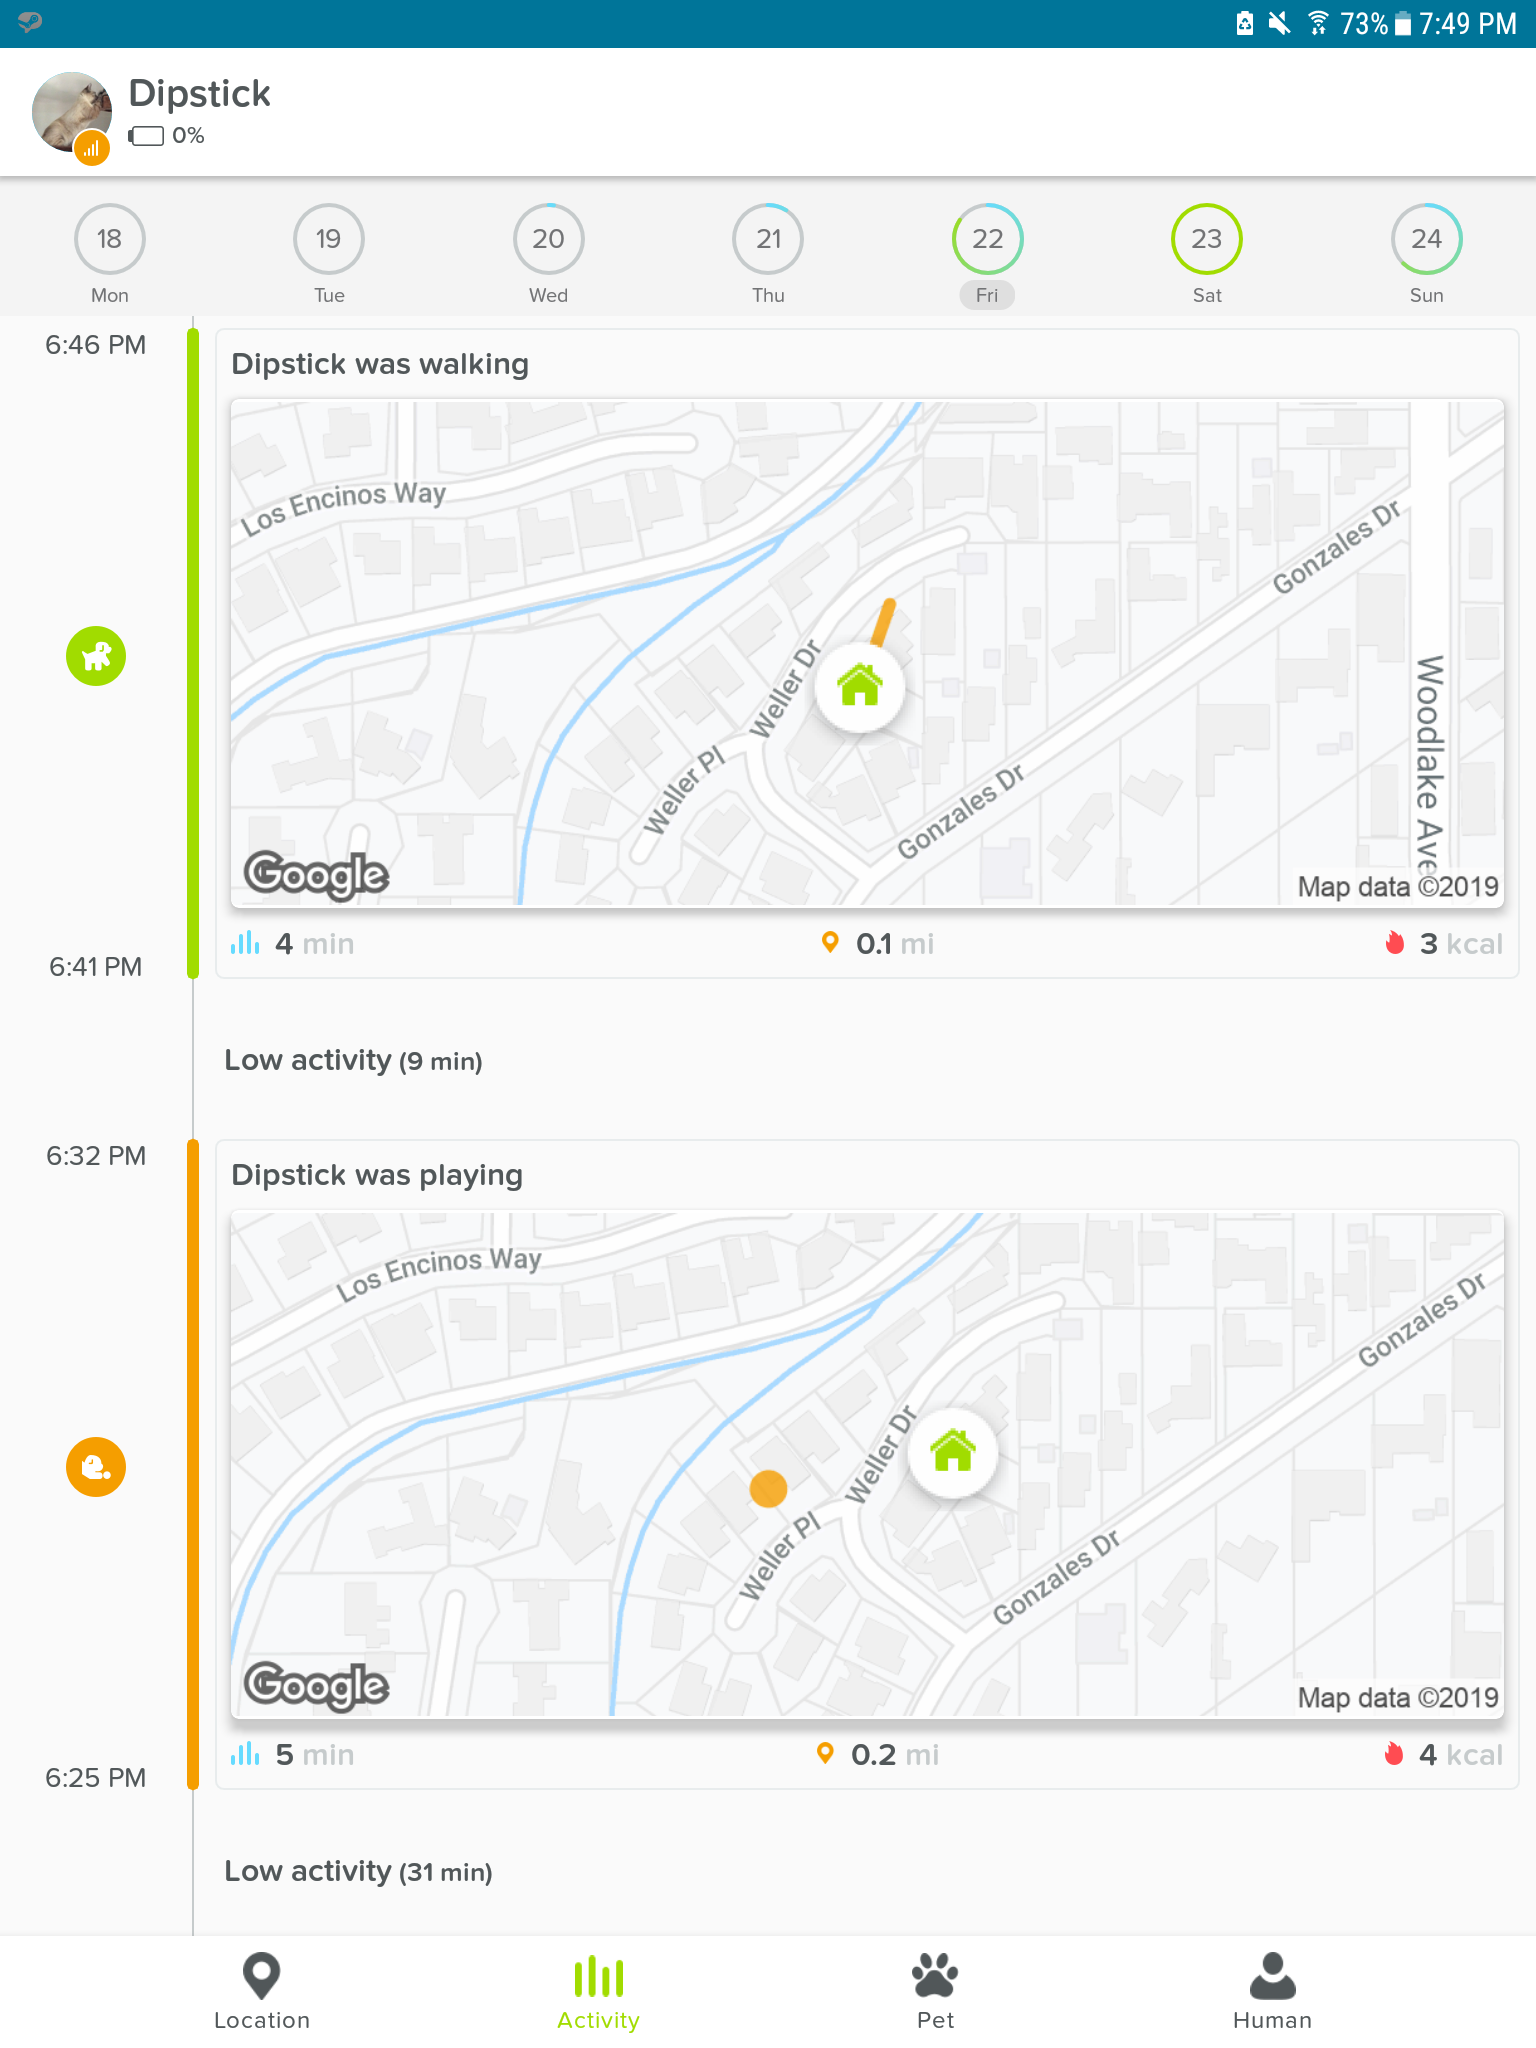 73% 7:49 PM
Dipstick
0%
18 19 20 21 22 23 24
Mon Tue Wed Thu Fri Sat Sun
6:46 PM
Dipstick was walking
Los Encinos Way
Gonzales Dr
Weller Dr
Woodlake Ave
Weller Pl
Gonzales Dr
Google
Map data ©2019
4 min 0.1 mi 3 kcal
6:41 PM
Low activity (9 min)
6:32 PM
Dipstick was playing
Los Encinos Way
Gonzales Dr
Weller Dr
Weller Pl
Gonzales Dr
Google
Map data ©2019
5 min 0.2 mi 4 kcal
6:25 PM
Low activity (31 min)
Location Activity Pet Human